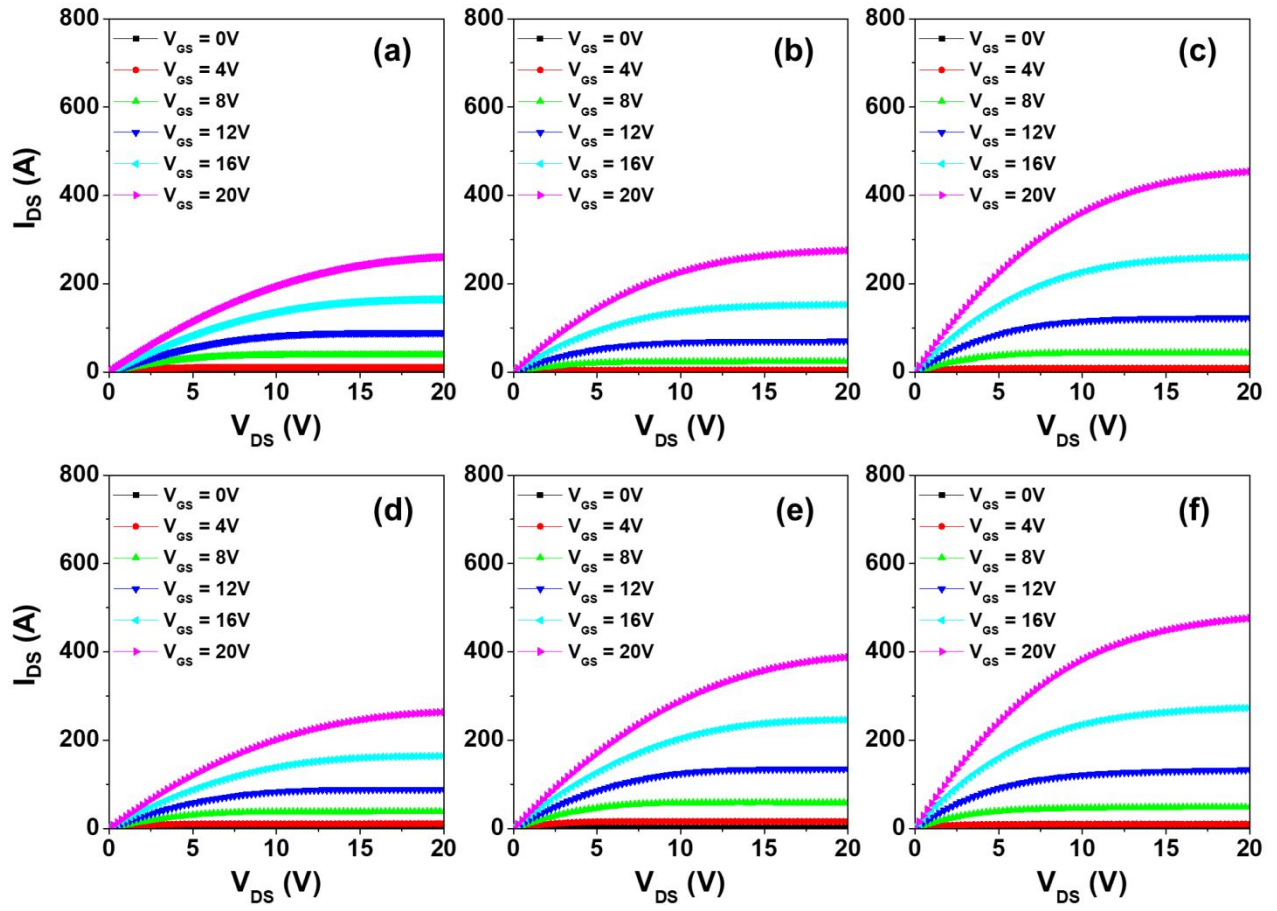 800
600
400
200
0
I_DS (A)
V_GS = 0V
V_GS = 4V
V_GS = 8V
V_GS = 12V
V_GS = 16V
V_GS = 20V
(a)
0 5 10 15 20
V_DS (V)
800
600
400
200
0
V_GS = 0V
V_GS = 4V
V_GS = 8V
V_GS = 12V
V_GS = 16V
V_GS = 20V
(b)
0 5 10 15 20
V_DS (V)
800
600
400
200
0
V_GS = 0V
V_GS = 4V
V_GS = 8V
V_GS = 12V
V_GS = 16V
V_GS = 20V
(c)
0 5 10 15 20
V_DS (V)
800
600
400
200
0
I_DS (A)
V_GS = 0V
V_GS = 4V
V_GS = 8V
V_GS = 12V
V_GS = 16V
V_GS = 20V
(d)
0 5 10 15 20
V_DS (V)
800
600
400
200
0
V_GS = 0V
V_GS = 4V
V_GS = 8V
V_GS = 12V
V_GS = 16V
V_GS = 20V
(e)
0 5 10 15 20
V_DS (V)
800
600
400
200
0
V_GS = 0V
V_GS = 4V
V_GS = 8V
V_GS = 12V
V_GS = 16V
V_GS = 20V
(f)
0 5 10 15 20
V_DS (V)